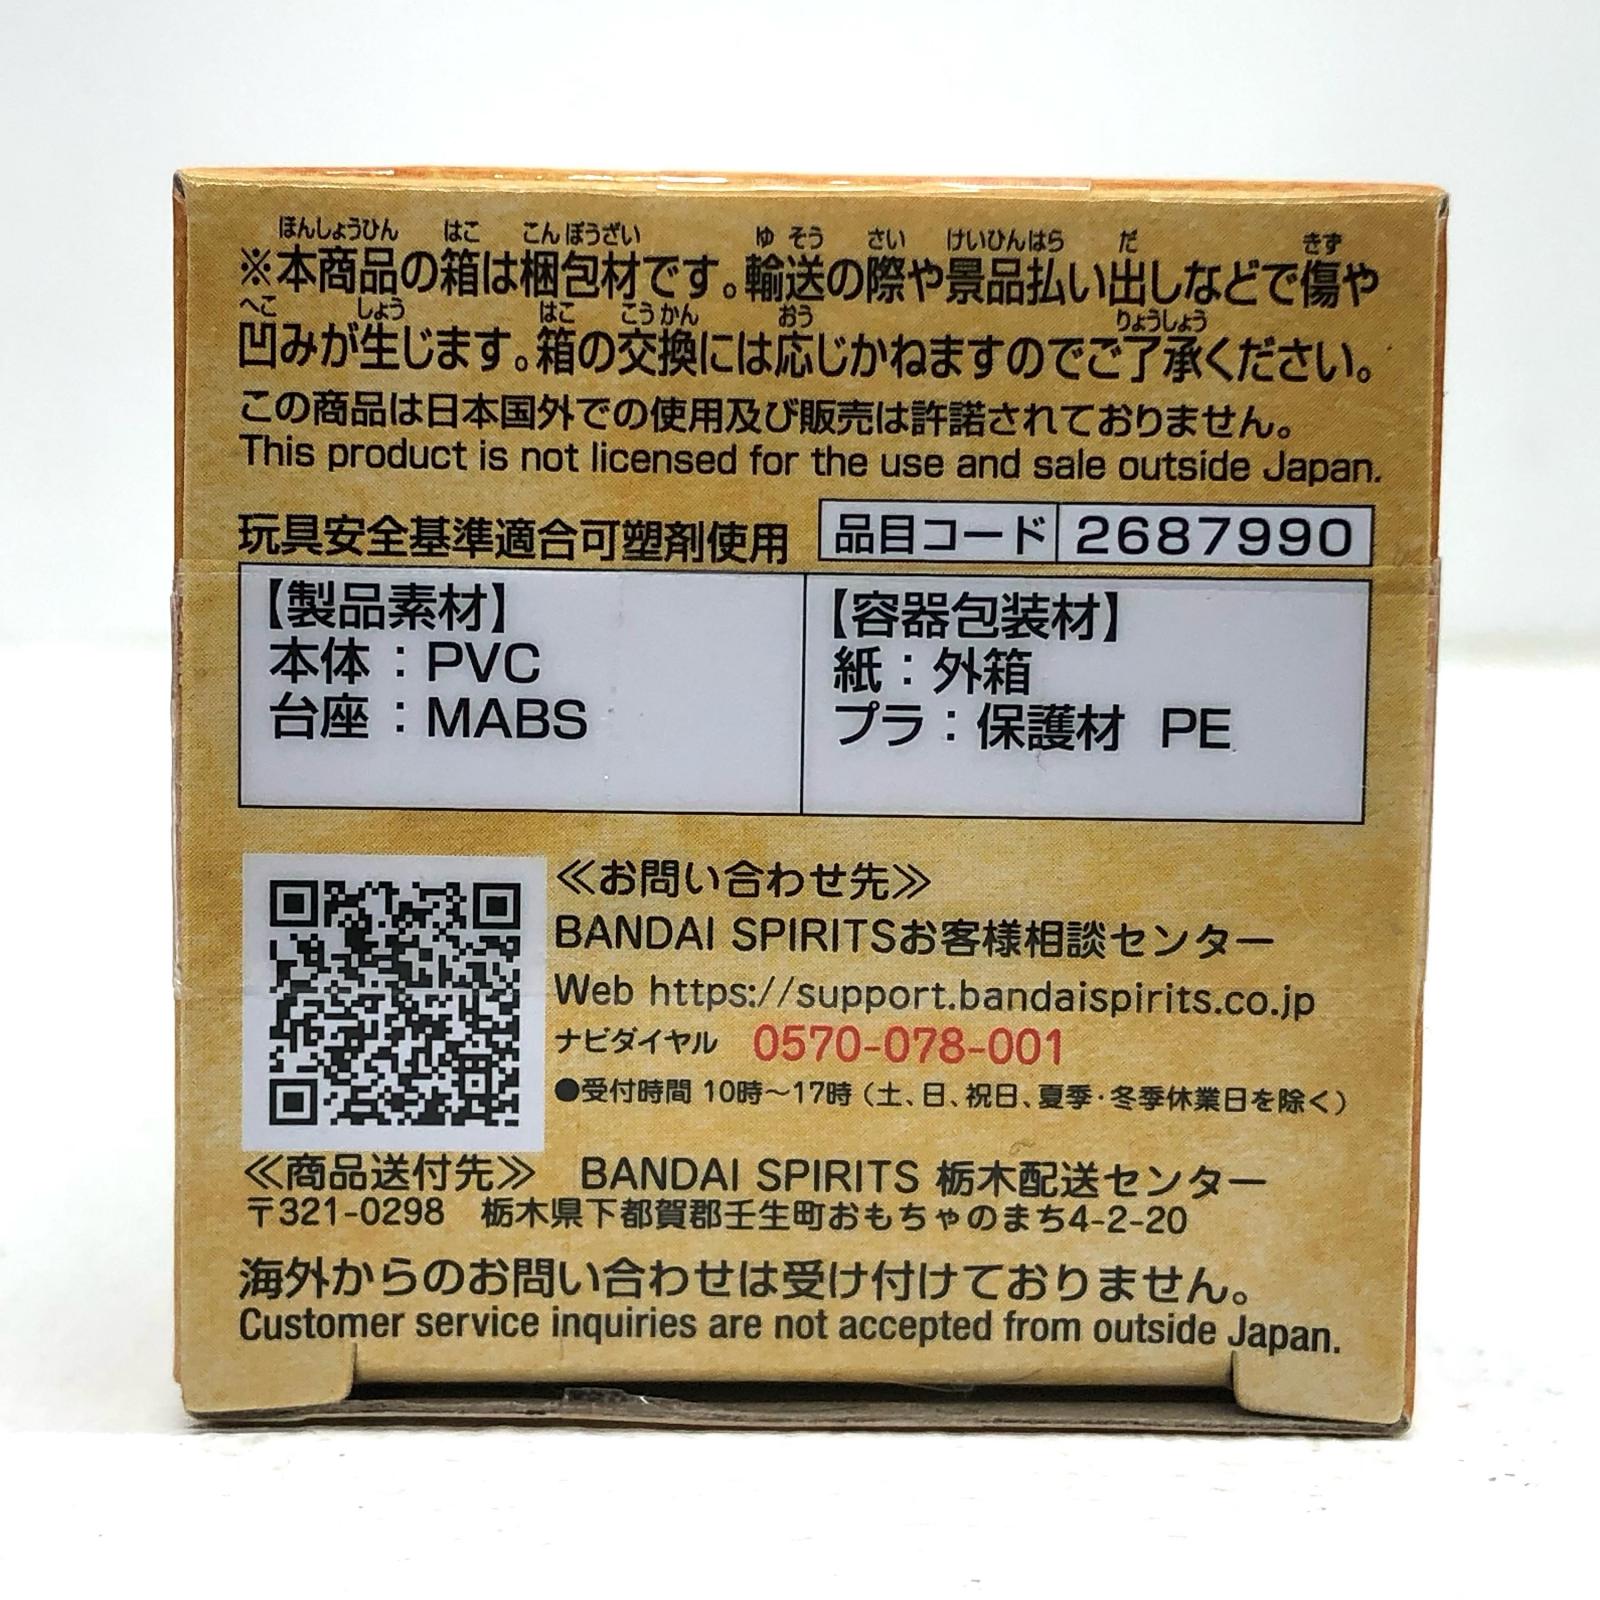 ほんしょうひん はこ こんぽうざい ゆ そう さい けいひんはら だ きず
※本商品の箱は梱包材です。輸送の際や景品払い出しなどで傷や
へこ しょう はこ こうかん おう りょうしょう
凹みが生じます。箱の交換には応じかねますのでご了承ください。
この商品は日本国外での使用及び販売は許諾されておりません。
This product is not licensed for the use and sale outside Japan.
玩具安全基準適合可塑剤使用 品目コード 2687990
【製品素材】
本体：PVC
台座：MABS
【容器包装材】
紙：外箱
プラ：保護材 PE
≪お問い合わせ先≫
BANDAI SPIRITSお客様相談センター
Web https://support.bandaispirits.co.jp
ナビダイヤル 0570-078-001
●受付時間 10時～17時（土、日、祝日、夏季・冬季休業日を除く）
≪商品送付先≫ BANDAI SPIRITS 栃木配送センター
〒321-0298 栃木県下都賀郡壬生町おもちゃのまち4-2-20
海外からのお問い合わせは受け付けておりません。
Customer service inquiries are not accepted from outside Japan.